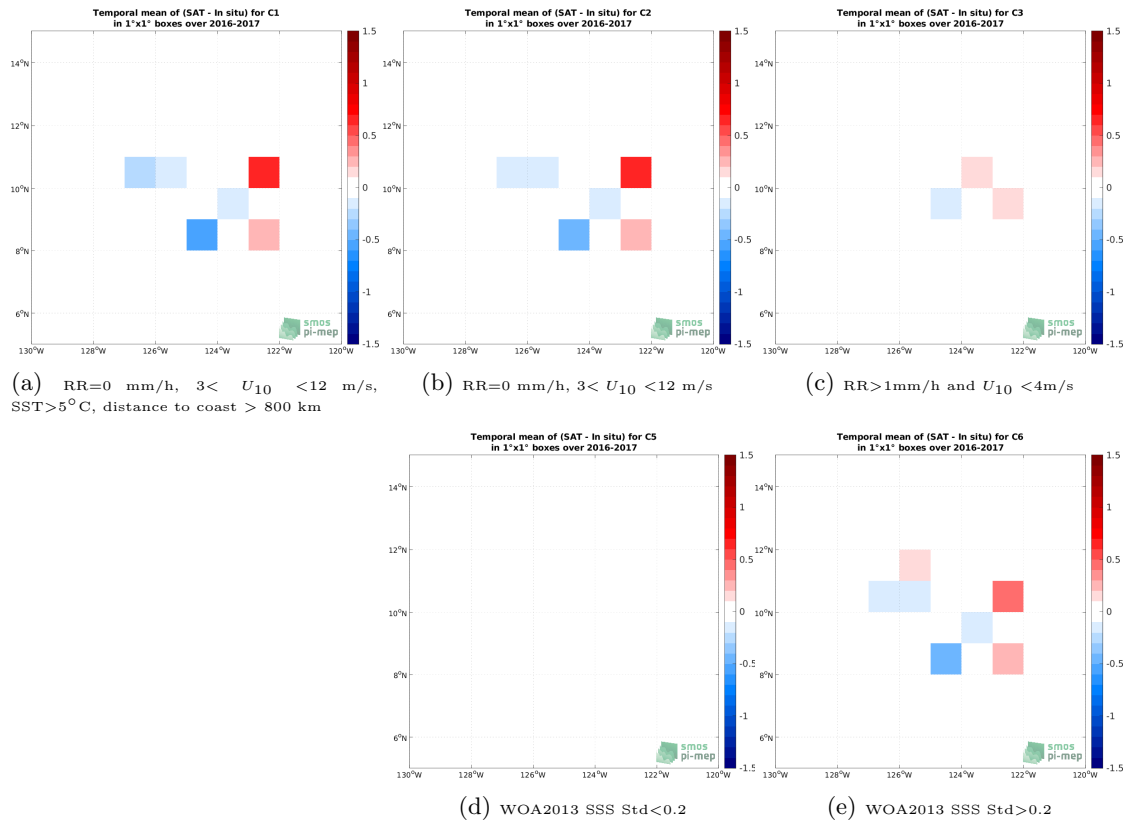 Temporal mean of (SAT - In situ) for C1
in 1°x1° boxes over 2016-2017
14°N
12°N
10°N
8°N
6°N
130°W
128°W
126°W
124°W
122°W
120°W
1.5
1
0.5
0
-0.5
-1
-1.5
smos
pi-mep
(a) RR=0 mm/h, 3< U10 <12 m/s,
SST>5°C, distance to coast > 800 km
Temporal mean of (SAT - In situ) for C2
in 1°x1° boxes over 2016-2017
14°N
12°N
10°N
8°N
6°N
130°W
128°W
126°W
124°W
122°W
120°W
1.5
1
0.5
0
-0.5
-1
-1.5
smos
pi-mep
(b) RR=0 mm/h, 3< U10 <12 m/s
Temporal mean of (SAT - In situ) for C3
in 1°x1° boxes over 2016-2017
14°N
12°N
10°N
8°N
6°N
130°W
128°W
126°W
124°W
122°W
120°W
1.5
1
0.5
0
-0.5
-1
-1.5
smos
pi-mep
(c) RR>1mm/h and U10 <4m/s
Temporal mean of (SAT - In situ) for C5
in 1°x1° boxes over 2016-2017
14°N
12°N
10°N
8°N
6°N
130°W
128°W
126°W
124°W
122°W
120°W
1.5
1
0.5
0
-0.5
-1
-1.5
smos
pi-mep
(d) WOA2013 SSS Std<0.2
Temporal mean of (SAT - In situ) for C6
in 1°x1° boxes over 2016-2017
14°N
12°N
10°N
8°N
6°N
130°W
128°W
126°W
124°W
122°W
120°W
1.5
1
0.5
0
-0.5
-1
-1.5
smos
pi-mep
(e) WOA2013 SSS Std>0.2